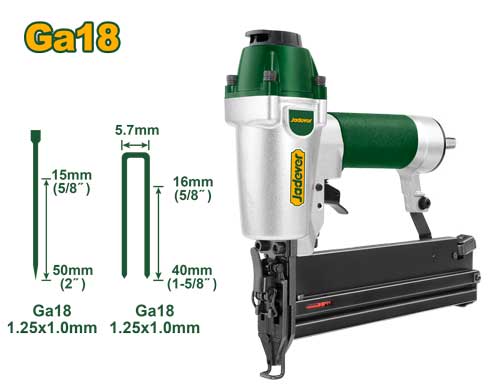 Ga18
5.7mm
15mm
(5/8˝)
16mm
(5/8˝)
50mm
(2˝)
40mm
(1-5/8˝)
Ga18
1.25x1.0mm
Ga18
1.25x1.0mm
Jadever
Jadever